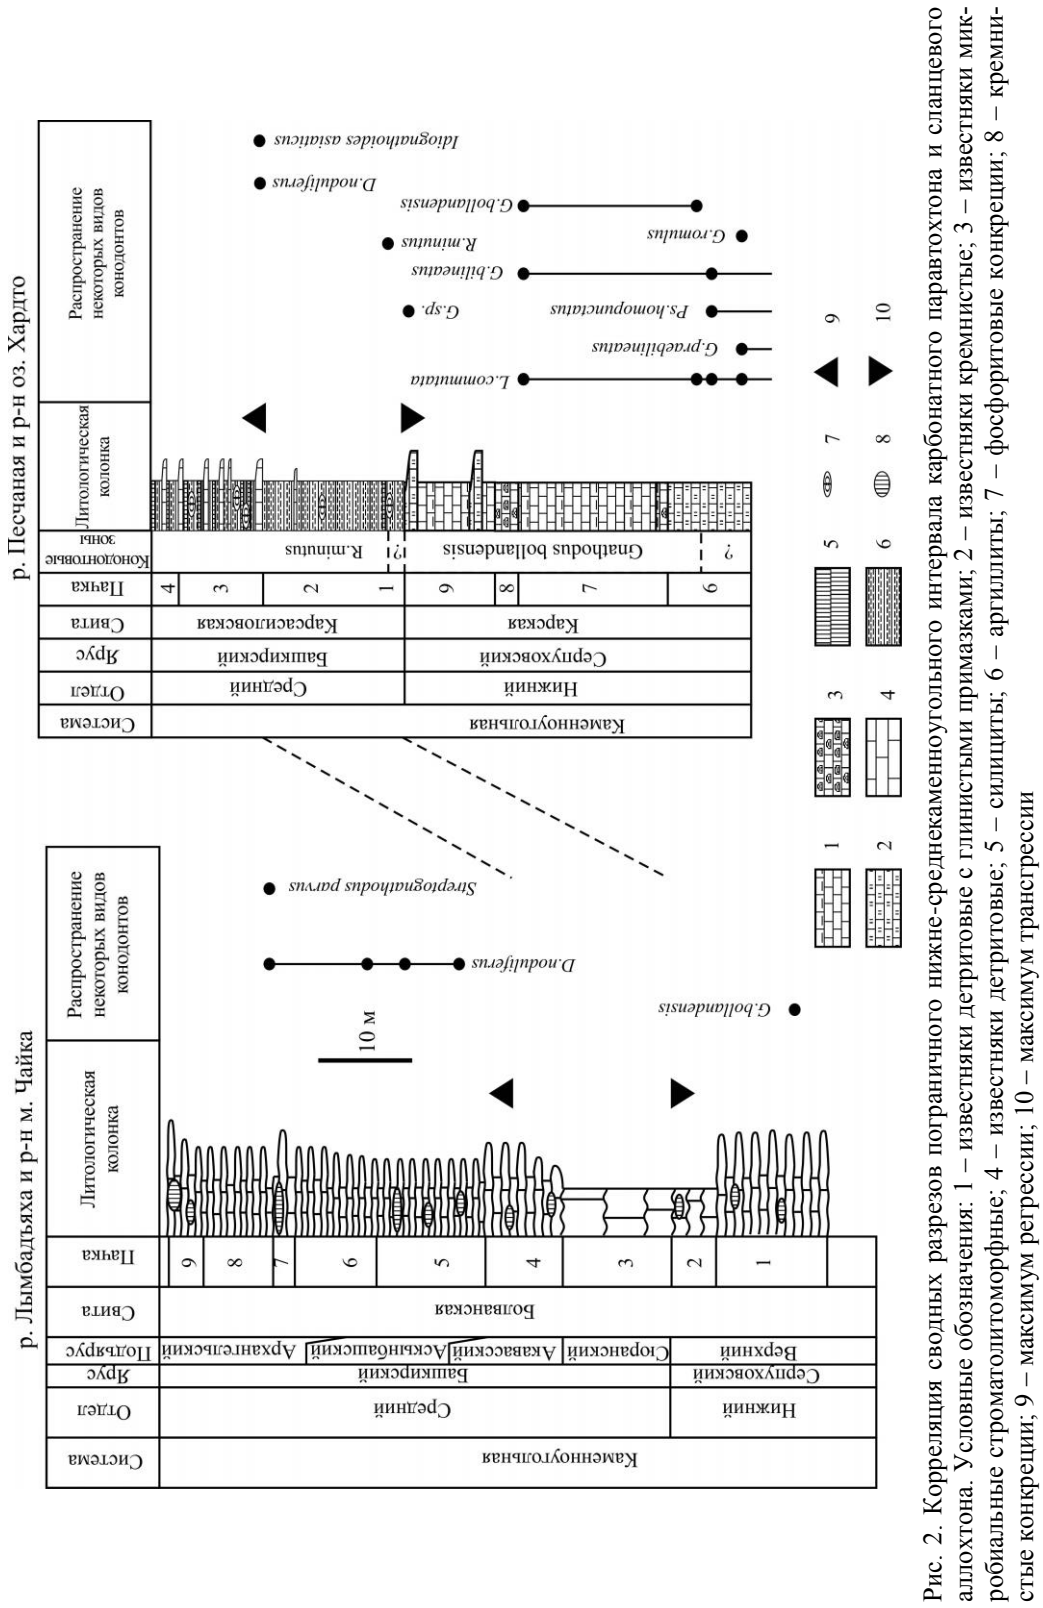 р. Лымбадъяха и р-н м. Чайка
Система
Отдел
Ярус
Подъярус
Свита
Пачка
Литологическая
колонка
Распространение
некоторых видов
конодонтов
Каменноугольная
Средний
Нижний
Башкирский
Серпуховский
Архангельский
Аскынбашский
Акавасский
Сюранский
Верхний
Болванская
9
8
7
6
5
4
3
2
1
10 м
Streptognathodus parvus
D.noduliferus
G.bollandensis
р. Песчаная и р-н оз. Хардто
Система
Отдел
Ярус
Свита
Пачка
Конодонтовые
зоны
Литологическая
колонка
Распространение
некоторых видов
конодонтов
Каменноугольная
Средний
Нижний
Башкирский
Серпуховский
Карсасиловская
Карская
4
3
2
1
9
8
7
6
R.minutus
?
Gnathodus bollandensis
?
Idiognathoides asiaticus
D.noduliferus
G.bollandensis
R.minutus
G.romulus
G.bilineatus
G.sp.
Ps.homopunctatus
G.praebilineatus
L.commutata
1
2
3
4
5
6
7
8
9
10
Рис. 2. Корреляция сводных разрезов пограничного нижне-среднекаменноугольного интервала карбонатного паравтохтона и сланцевого
аллохтона. Условные обозначения: 1 – известняки детритовые с глинистыми примазками; 2 – известняки кремнистые; 3 – известняки мик-
робиальные строматолитоморфные; 4 – известняки детритовые; 5 – силициты; 6 – аргиллиты; 7 – фосфоритовые конкреции; 8 – кремни-
стые конкреции; 9 – максимум регрессии; 10 – максимум трансгрессии